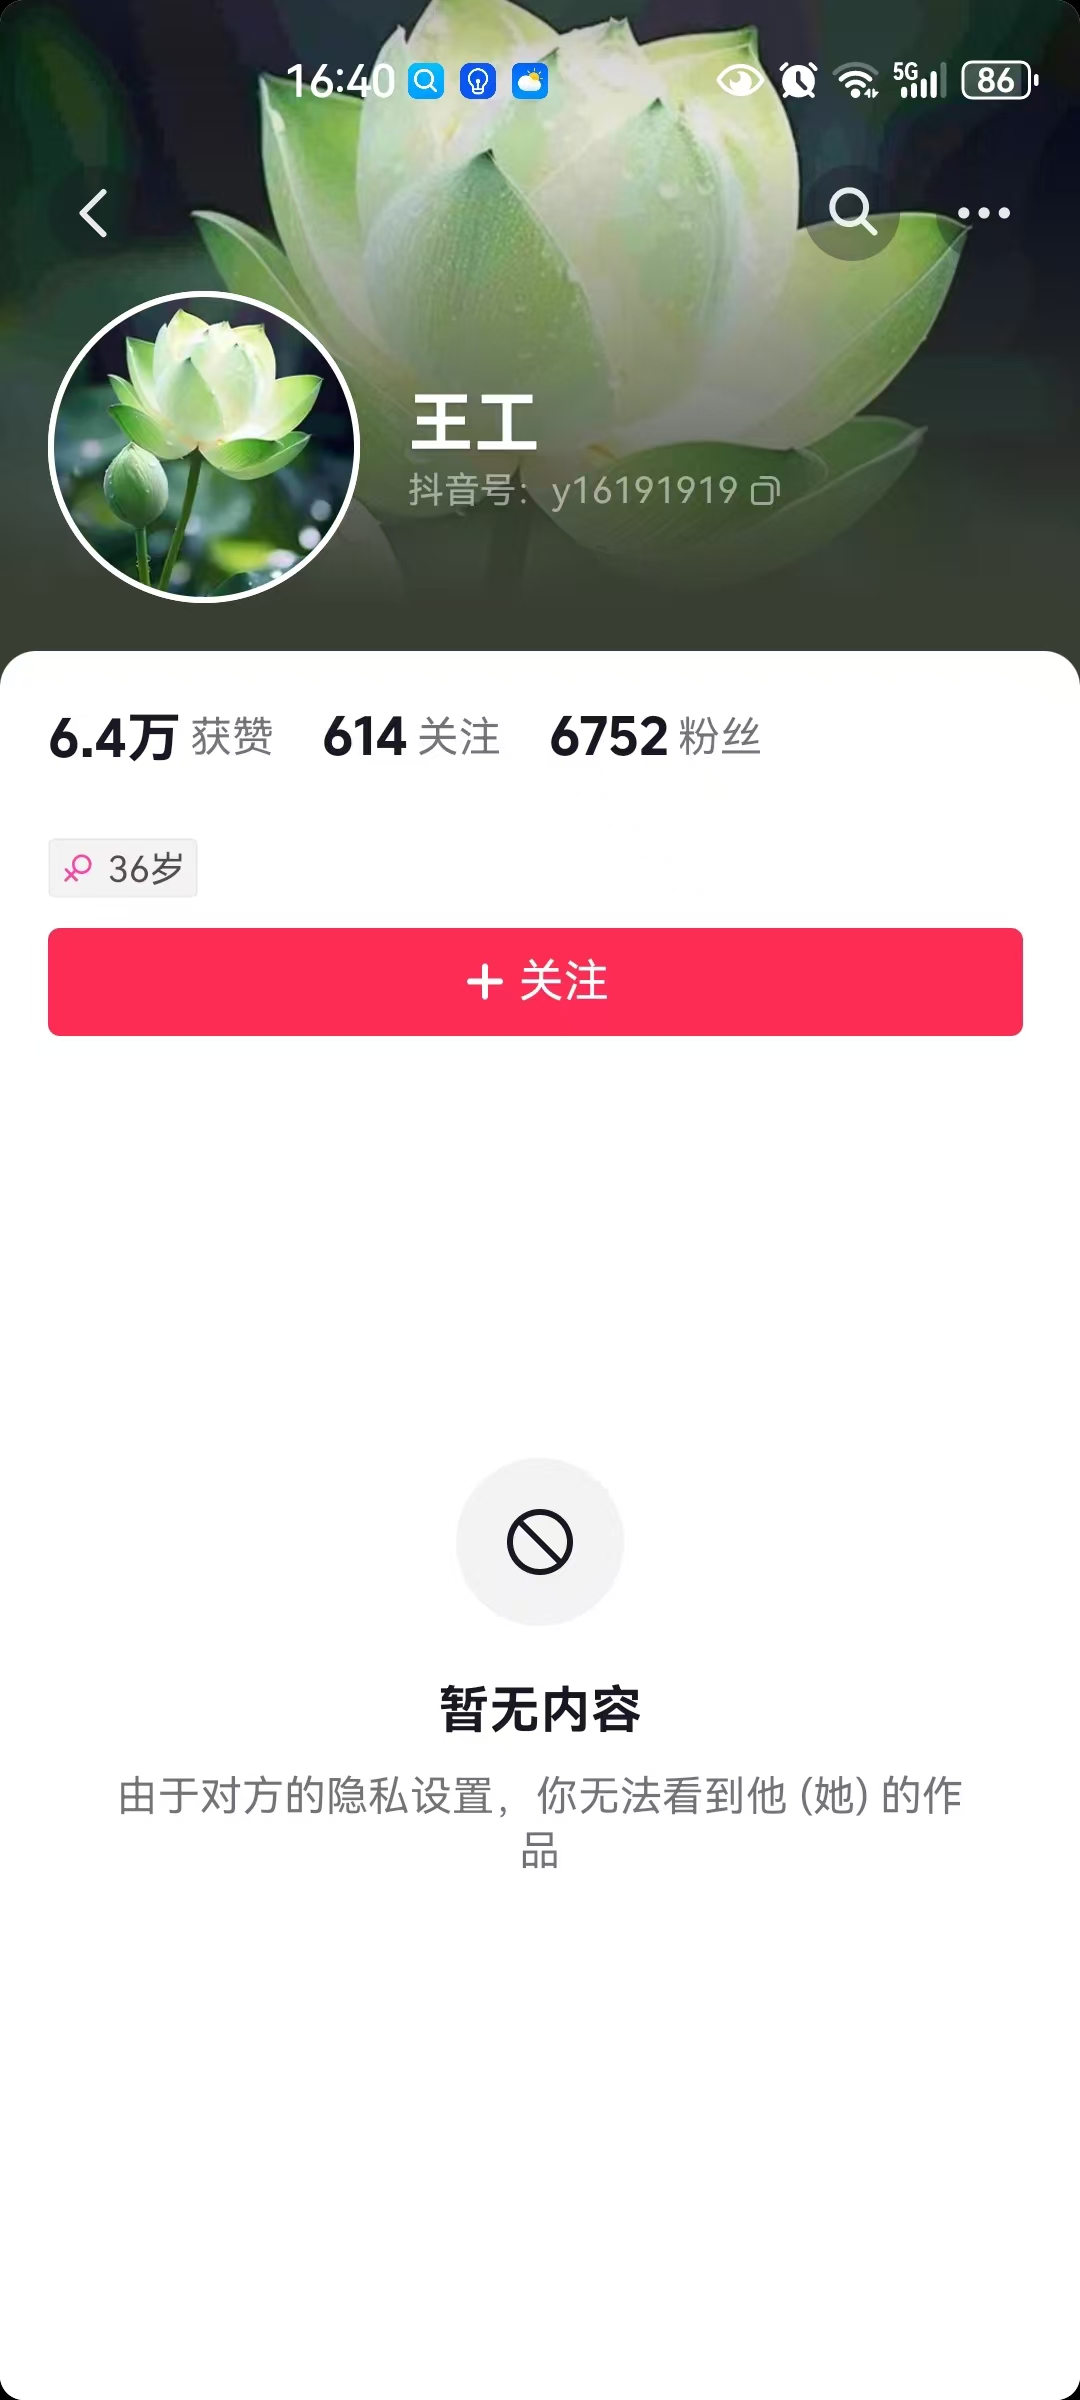 16:40 5G 86
王工
抖音号：y16191919
6.4万 获赞 614 关注 6752 粉丝
36岁
+ 关注
暂无内容
由于对方的隐私设置，你无法看到他 (她) 的作
品